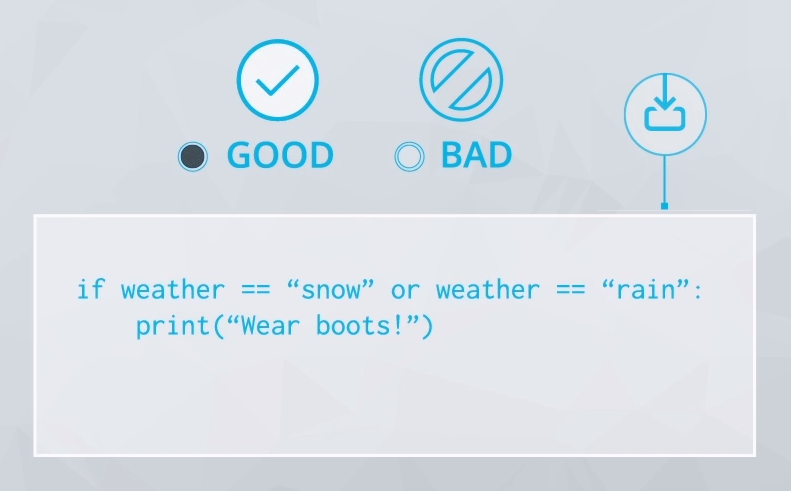 GOOD
BAD
if weather == “snow” or weather == “rain”:
    print(“Wear boots!”)